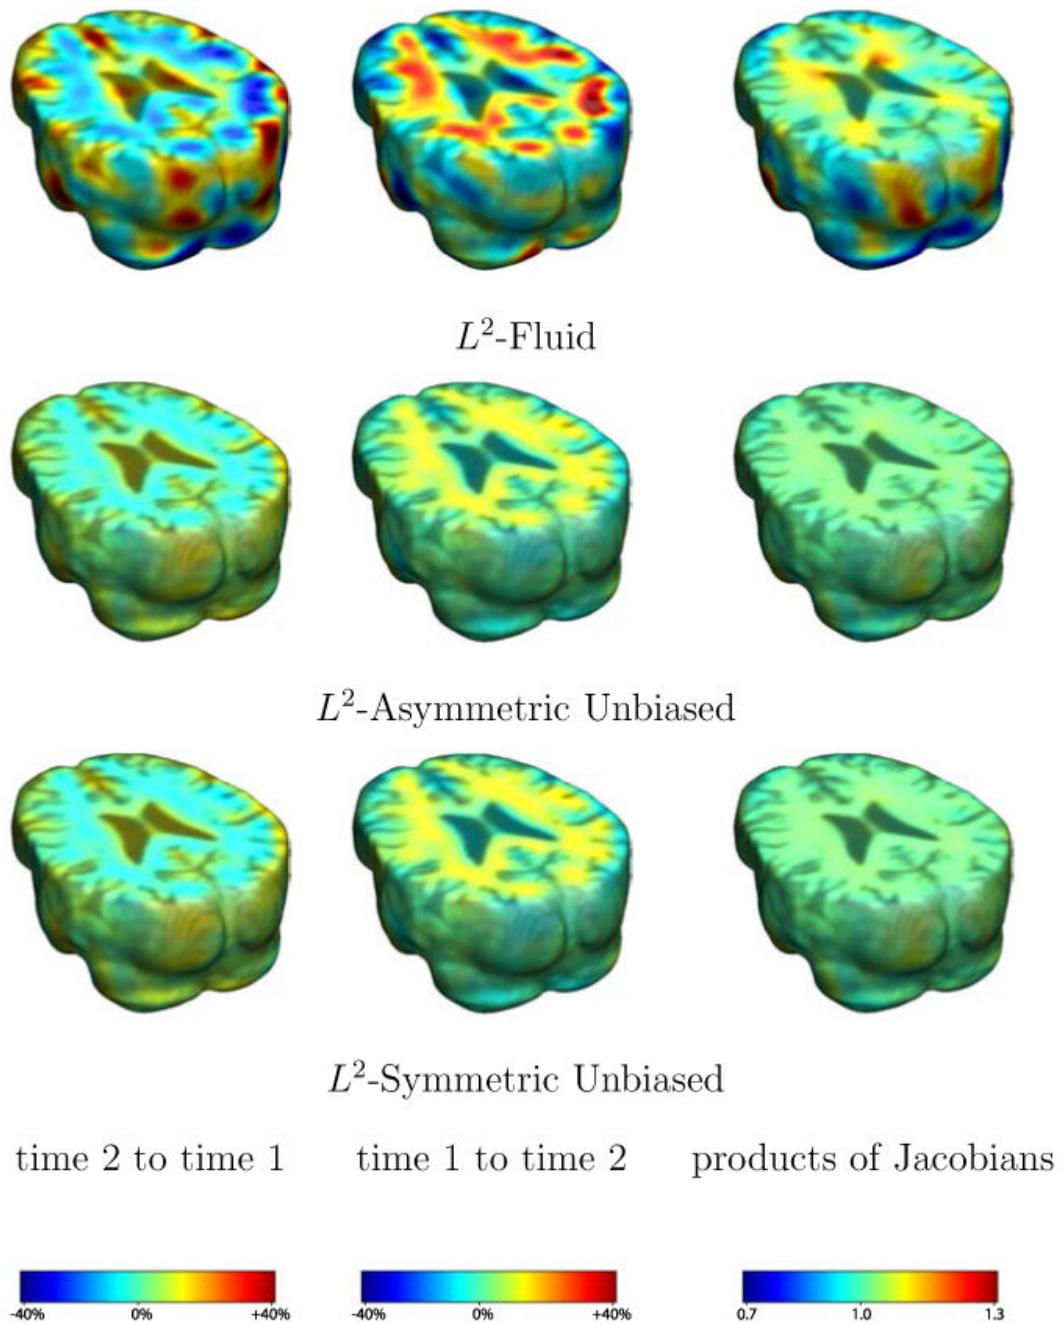 L²-Fluid
L²-Asymmetric Unbiased
L²-Symmetric Unbiased
time 2 to time 1 time 1 to time 2 products of Jacobians
-40% 0% +40% -40% 0% +40% 0.7 1.0 1.3